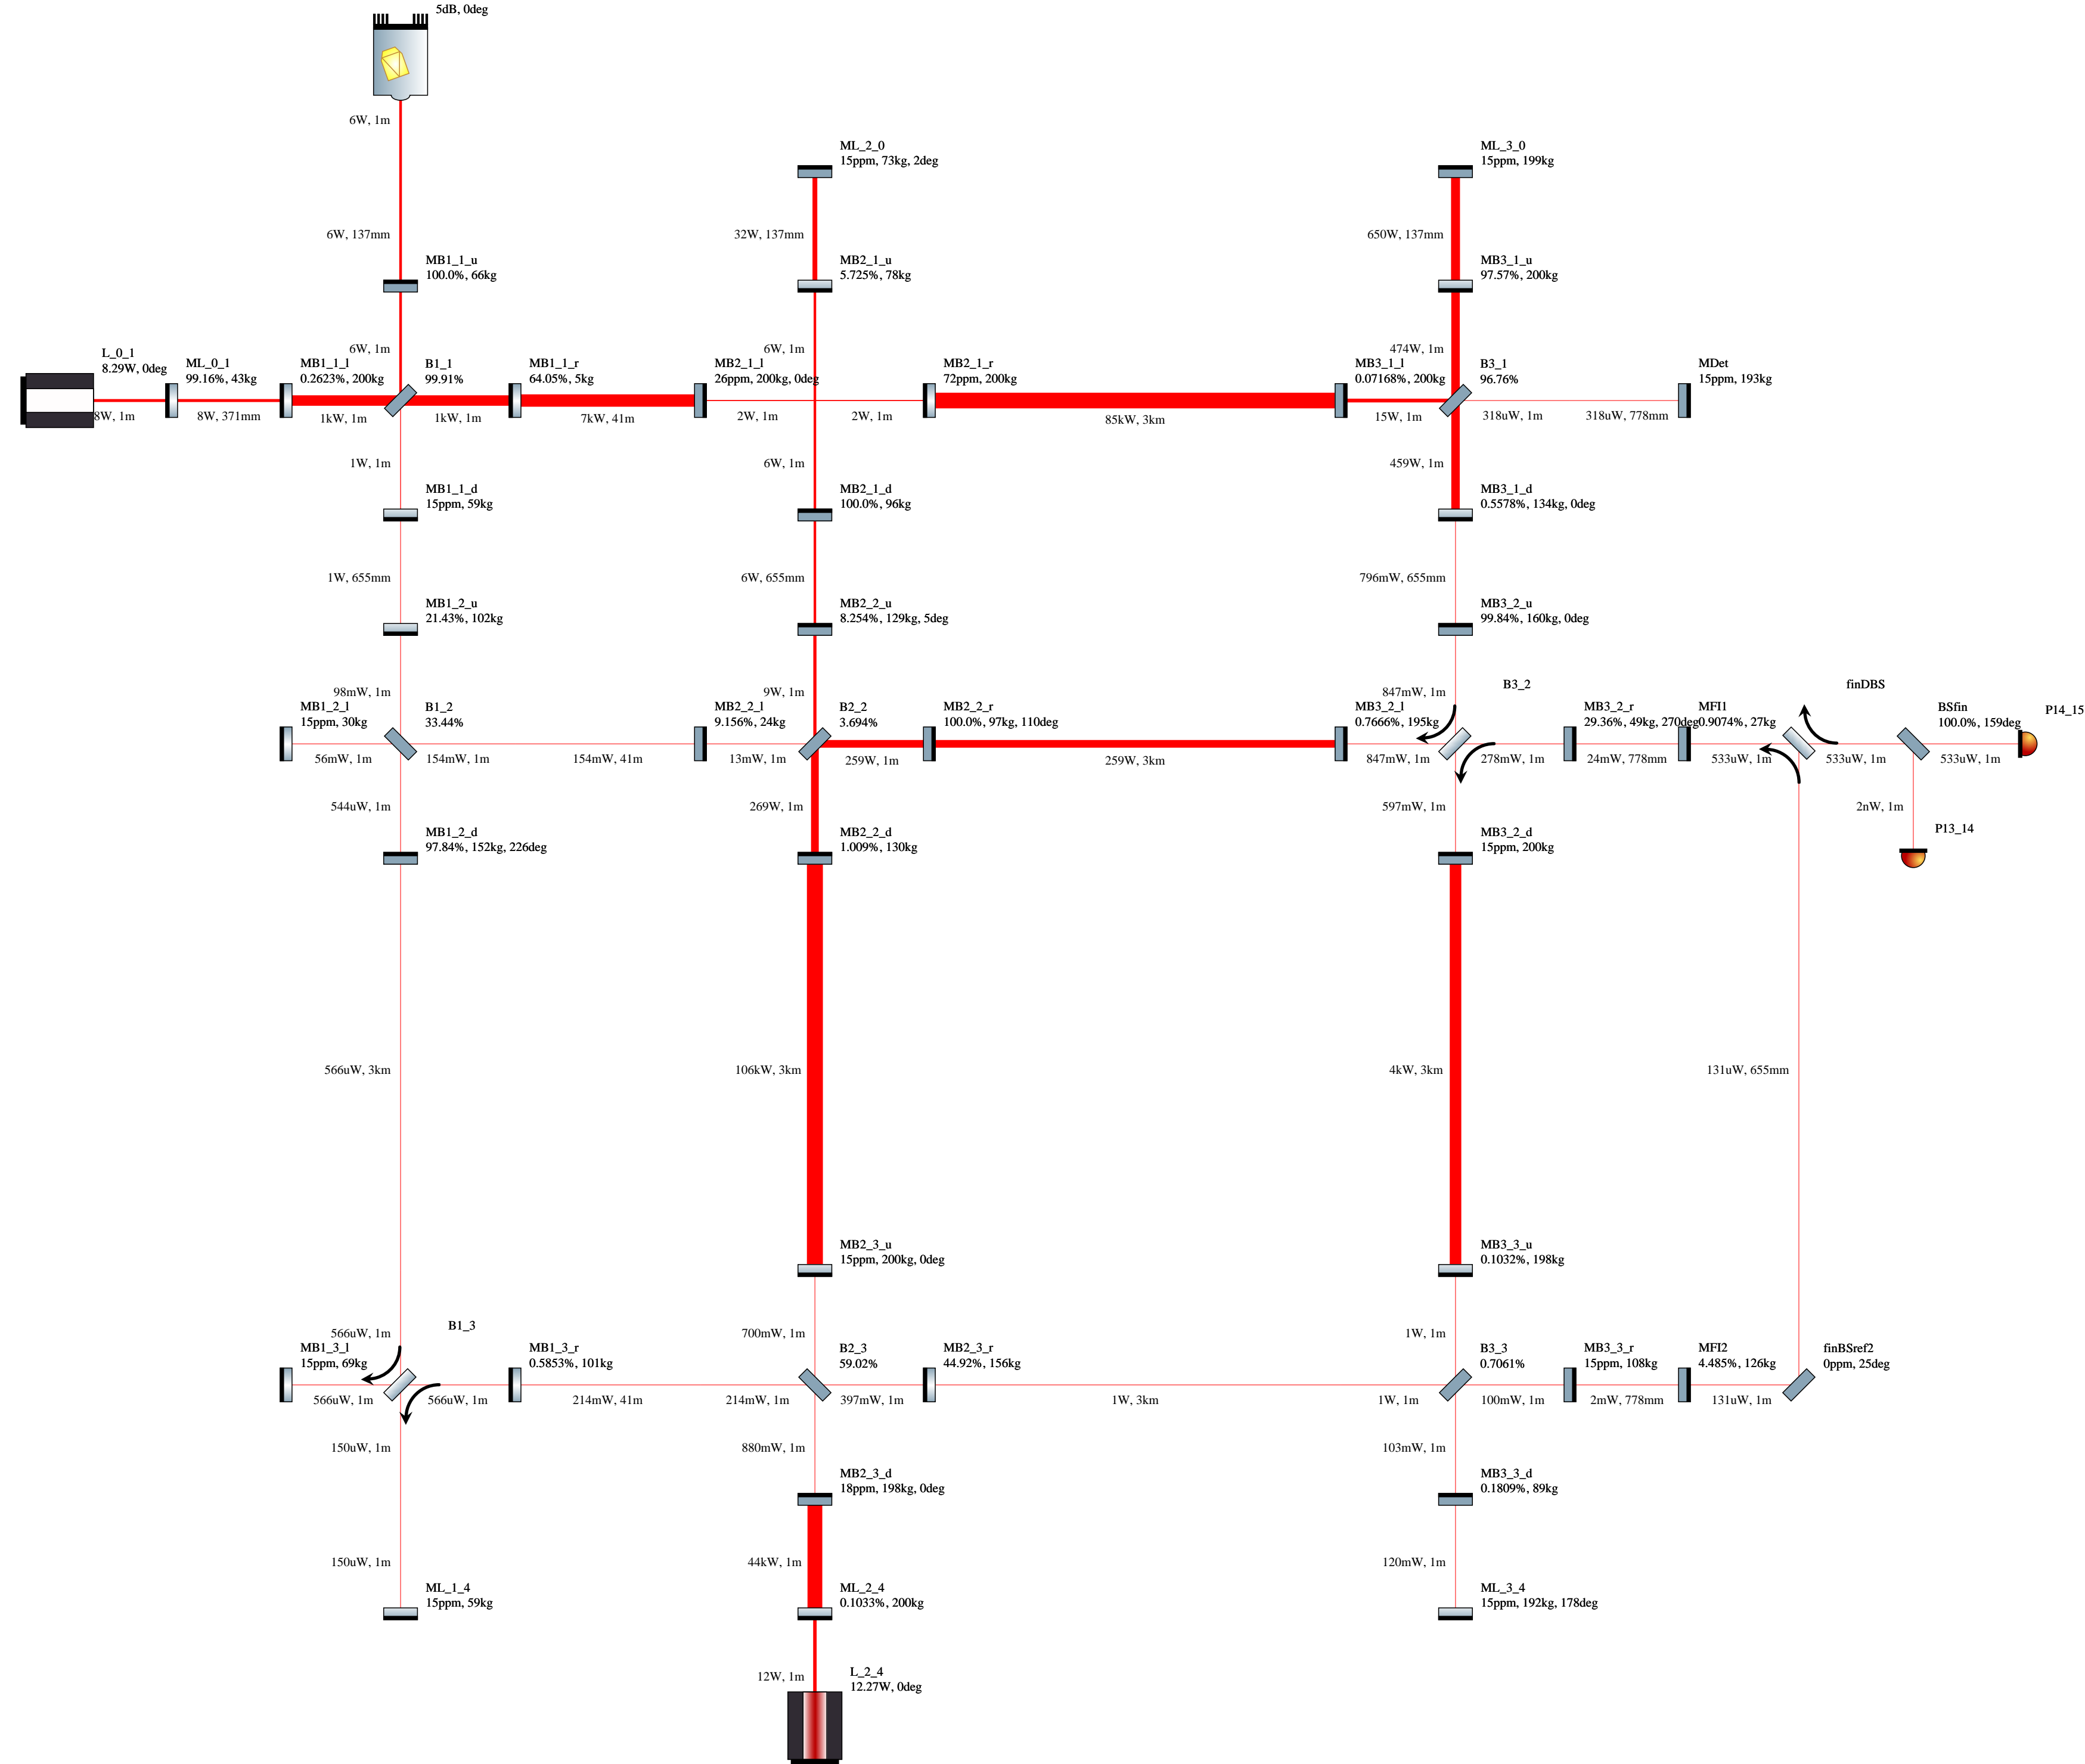 5dB, 0deg
6W, 1m
ML_2_0
15ppm, 73kg, 2deg
ML_3_0
15ppm, 199kg
6W, 137mm
32W, 137mm
650W, 137mm
MB1_1_u
100.0%, 66kg
MB2_1_u
5.725%, 78kg
MB3_1_u
97.57%, 200kg
6W, 1m
6W, 1m
474W, 1m
L_0_1
8.29W, 0deg
ML_0_1
99.16%, 43kg
MB1_1_l
0.2623%, 200kg
B1_1
99.91%
MB1_1_r
64.05%, 5kg
MB2_1_l
26ppm, 200kg, 0deg
MB2_1_r
72ppm, 200kg
MB3_1_l
0.07168%, 200kg
B3_1
96.76%
MDet
15ppm, 193kg
8W, 1m
8W, 371mm
1kW, 1m
1kW, 1m
7kW, 41m
2W, 1m
2W, 1m
85kW, 3km
15W, 1m
318uW, 1m
318uW, 778mm
1W, 1m
6W, 1m
459W, 1m
MB1_1_d
15ppm, 59kg
MB2_1_d
100.0%, 96kg
MB3_1_d
0.5578%, 134kg, 0deg
1W, 655mm
6W, 655mm
796mW, 655mm
MB1_2_u
21.43%, 102kg
MB2_2_u
8.254%, 129kg, 5deg
MB3_2_u
99.84%, 160kg, 0deg
98mW, 1m
9W, 1m
847mW, 1m
B3_2
finDBS
MB1_2_l
15ppm, 30kg
B1_2
33.44%
MB2_2_l
9.156%, 24kg
B2_2
3.694%
MB2_2_r
100.0%, 97kg, 110deg
MB3_2_l
0.7666%, 195kg
MB3_2_r
29.36%, 49kg, 270deg
MFI1
0.9074%, 27kg
BSfin
100.0%, 159deg
P14_15
56mW, 1m
154mW, 1m
154mW, 41m
13mW, 1m
259W, 1m
259W, 3km
847mW, 1m
278mW, 1m
24mW, 778mm
533uW, 1m
533uW, 1m
533uW, 1m
544uW, 1m
269W, 1m
597mW, 1m
2nW, 1m
P13_14
MB1_2_d
97.84%, 152kg, 226deg
MB2_2_d
1.009%, 130kg
MB3_2_d
15ppm, 200kg
566uW, 3km
106kW, 3km
4kW, 3km
131uW, 655mm
MB2_3_u
15ppm, 200kg, 0deg
MB3_3_u
0.1032%, 198kg
566uW, 1m
B1_3
700mW, 1m
1W, 1m
MB1_3_l
15ppm, 69kg
MB1_3_r
0.5853%, 101kg
B2_3
59.02%
MB2_3_r
44.92%, 156kg
B3_3
0.7061%
MB3_3_r
15ppm, 108kg
MFI2
4.485%, 126kg
finBSref2
0ppm, 25deg
566uW, 1m
566uW, 1m
214mW, 41m
214mW, 1m
397mW, 1m
1W, 3km
1W, 1m
100mW, 1m
2mW, 778mm
131uW, 1m
150uW, 1m
880mW, 1m
103mW, 1m
MB2_3_d
18ppm, 198kg, 0deg
MB3_3_d
0.1809%, 89kg
150uW, 1m
44kW, 1m
120mW, 1m
ML_1_4
15ppm, 59kg
ML_2_4
0.1033%, 200kg
ML_3_4
15ppm, 192kg, 178deg
12W, 1m
L_2_4
12.27W, 0deg